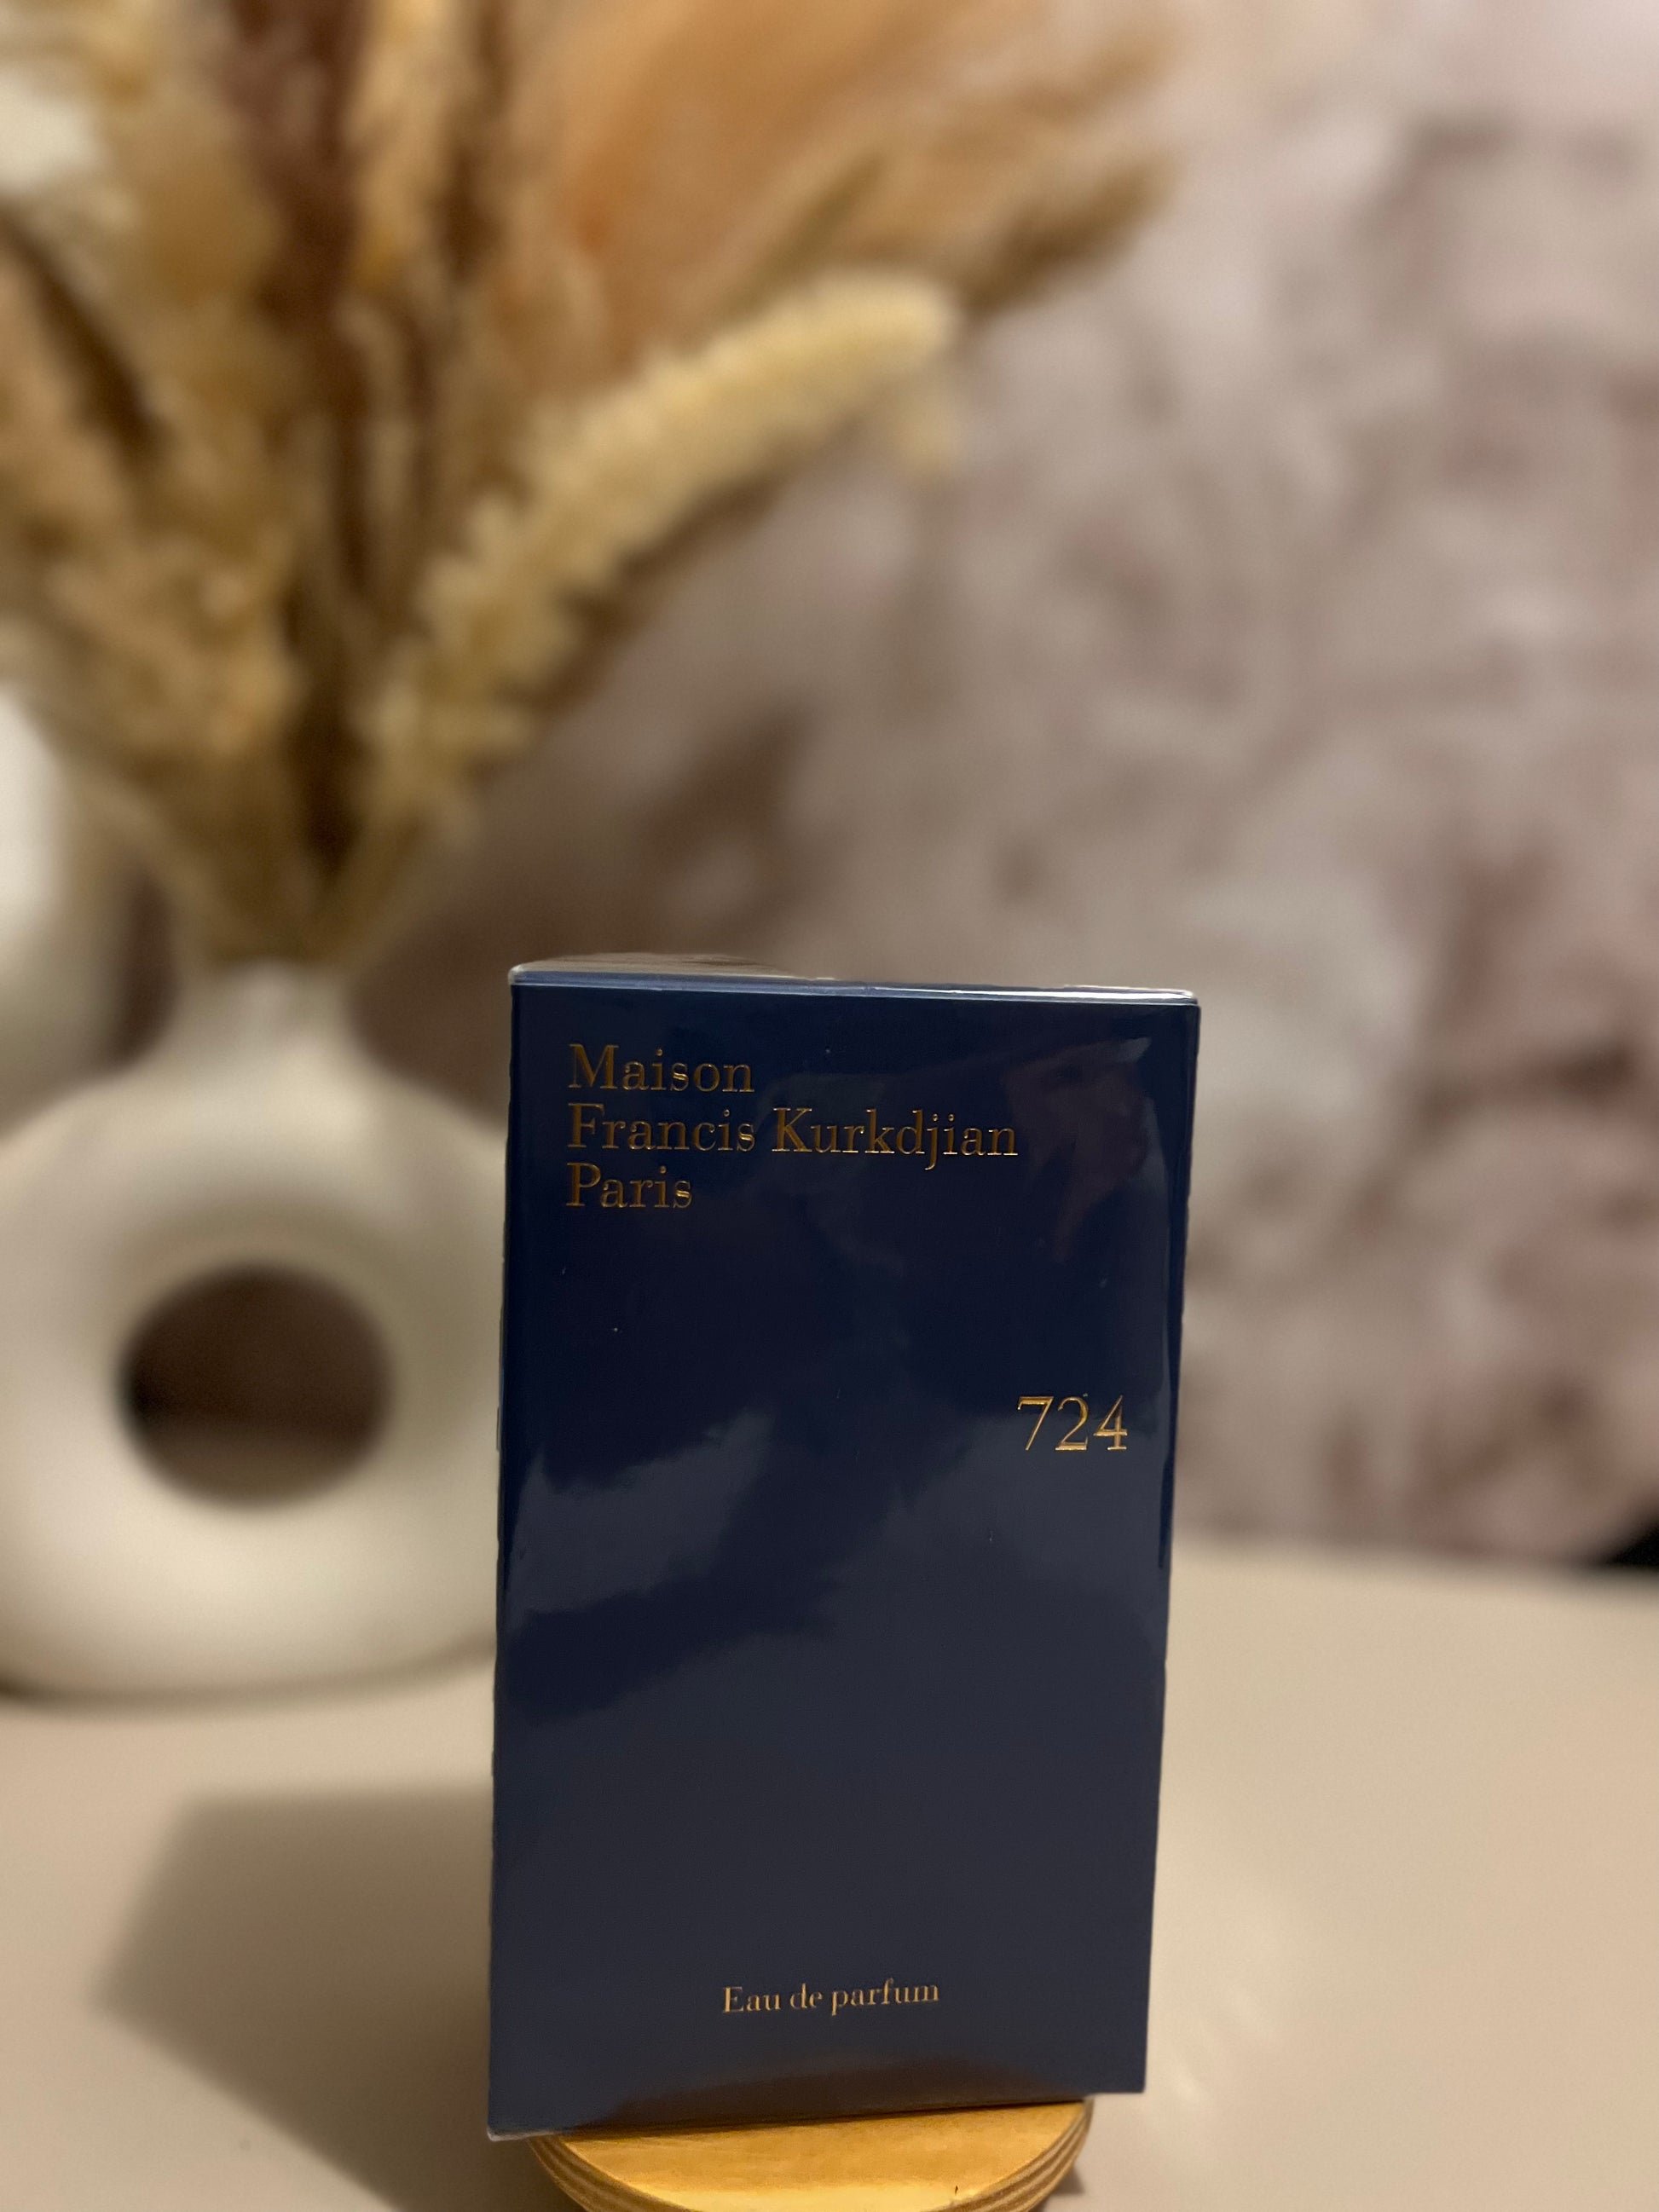 Maison
Francis Kurkdjian
Paris
724
Eau de parfum